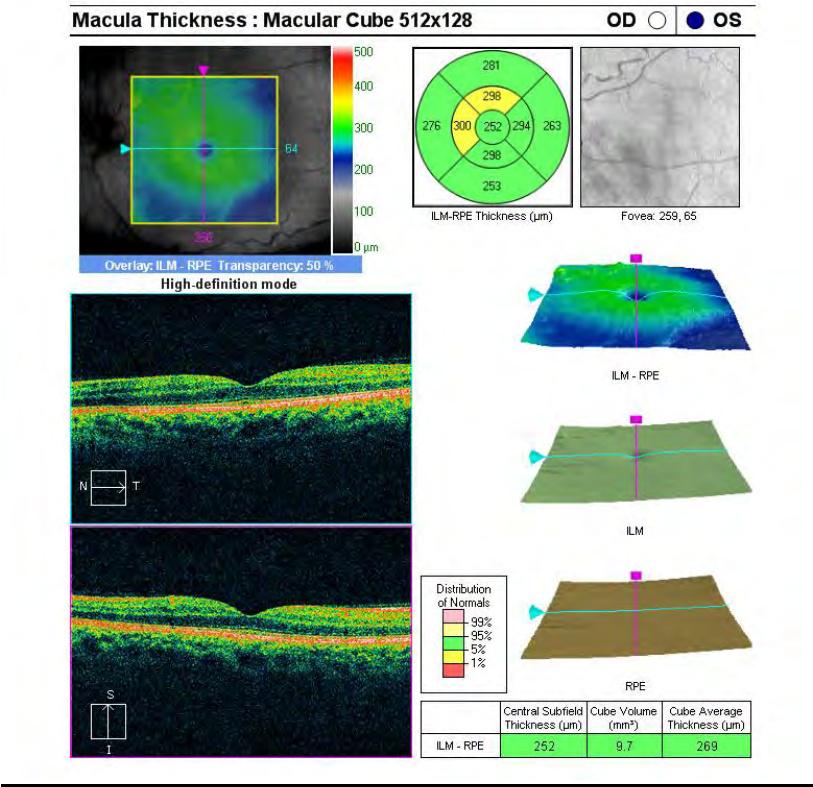 Macula Thickness : Macular Cube 512x128 OD OS
500
400
300
200
100
0 µm
64
256
Overlay: ILM - RPE Transparency: 50 %
281
298
276 300 252 294 263
298
253
ILM-RPE Thickness (µm)
Fovea: 259, 65
High-definition mode
N T
S
I
ILM - RPE
ILM
RPE
Distribution
of Normals
99%
95%
5%
1%
Central Subfield Thickness (µm) Cube Volume (mm³) Cube Average Thickness (µm)
ILM - RPE 252 9.7 269